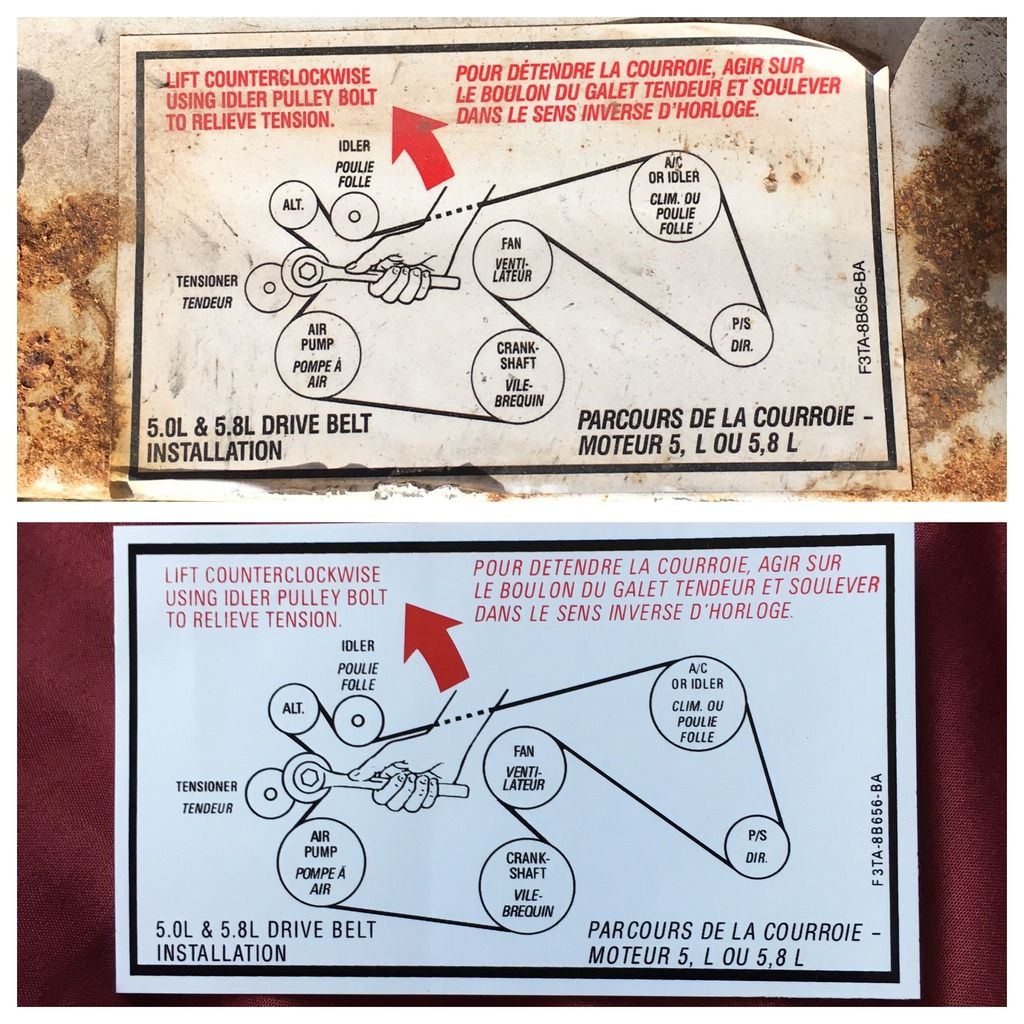 LIFT COUNTERCLOCKWISE
USING IDLER PULLEY BOLT
TO RELIEVE TENSION.
POUR DÉTENDRE LA COURROIE, AGIR SUR
LE BOULON DU GALET TENDEUR ET SOULEVER
DANS LE SENS INVERSE D'HORLOGE.
IDLER
POULIE
FOLLE
ALT.
A/C
OR IDLER
CLIM. OU
POULIE
FOLLE
FAN
VENTI-
LATEUR
TENSIONER
TENDEUR
AIR
PUMP
POMPE À
AIR
CRANK-
SHAFT
VILE-
BREQUIN
P/S
DIR.
F3TA-8B656-BA
5.0L & 5.8L DRIVE BELT
INSTALLATION
PARCOURS DE LA COURROIE -
MOTEUR 5, L OU 5,8 L
LIFT COUNTERCLOCKWISE
USING IDLER PULLEY BOLT
TO RELIEVE TENSION.
POUR DETENDRE LA COURROIE, AGIR SUR
LE BOULON DU GALET TENDEUR ET SOULEVER
DANS LE SENS INVERSE D'HORLOGE.
IDLER
POULIE
FOLLE
ALT.
A/C
OR IDLER
CLIM. OU
POULIE
FOLLE
FAN
VENTI-
LATEUR
TENSIONER
TENDEUR
AIR
PUMP
POMPE Ä
AIR
CRANK-
SHAFT
VILE-
BREQUIN
P/S
DIR.
F3TA-8B656-BA
5.0L & 5.8L DRIVE BELT
INSTALLATION
PARCOURS DE LA COURROIE -
MOTEUR 5, L OU 5,8 L